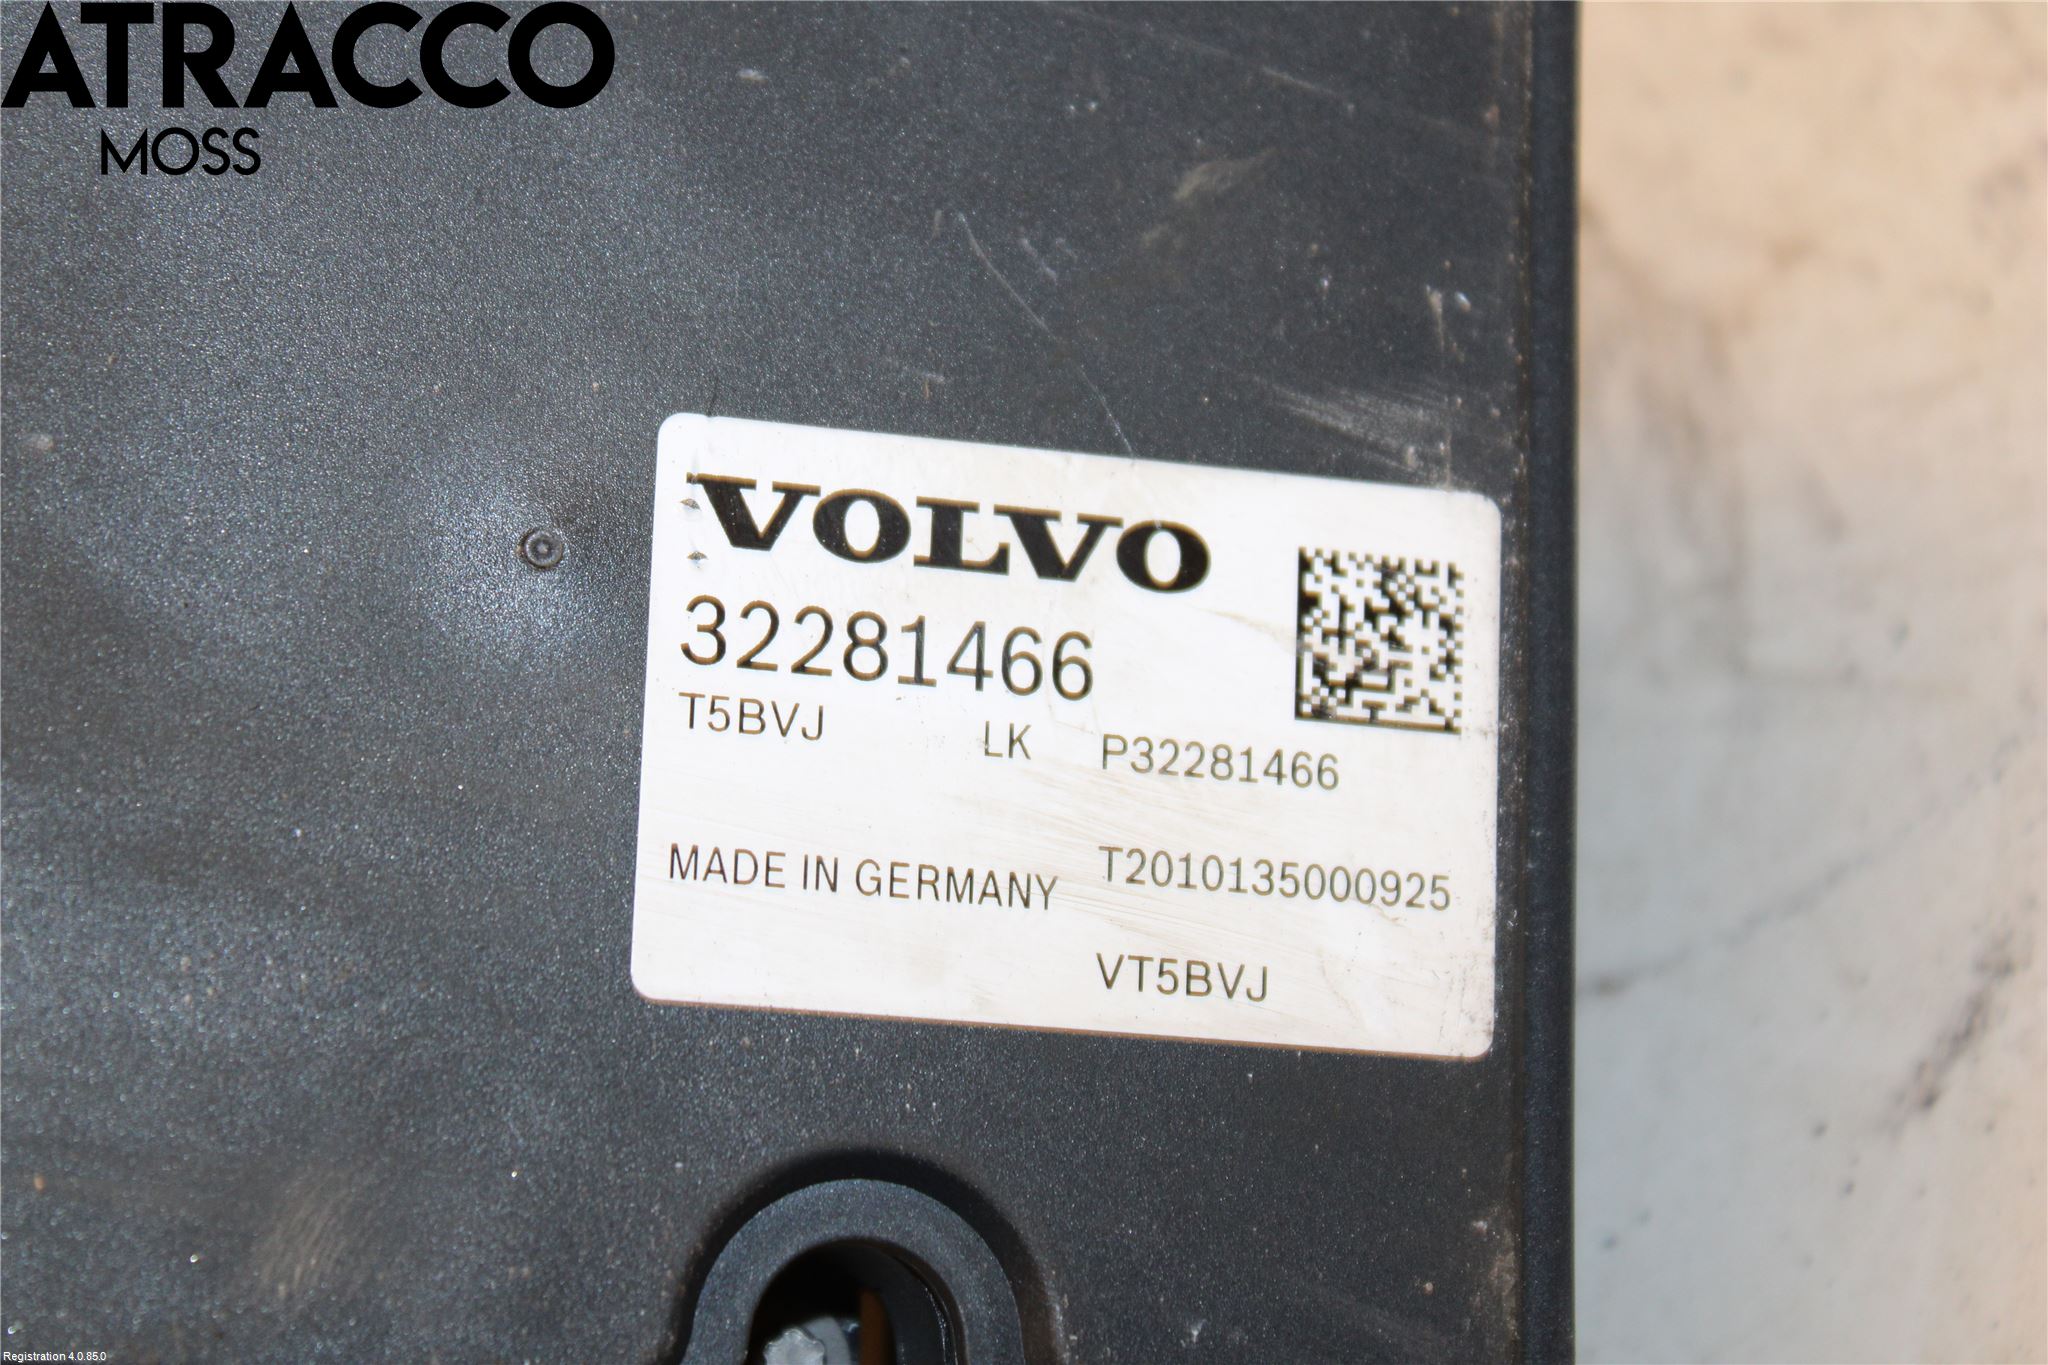 ATRACCO
MOSS
VOLVO
32281466
T5BVJ LK P32281466
MADE IN GERMANY T2010135000925
VT5BVJ
Registration 4.0.85.0